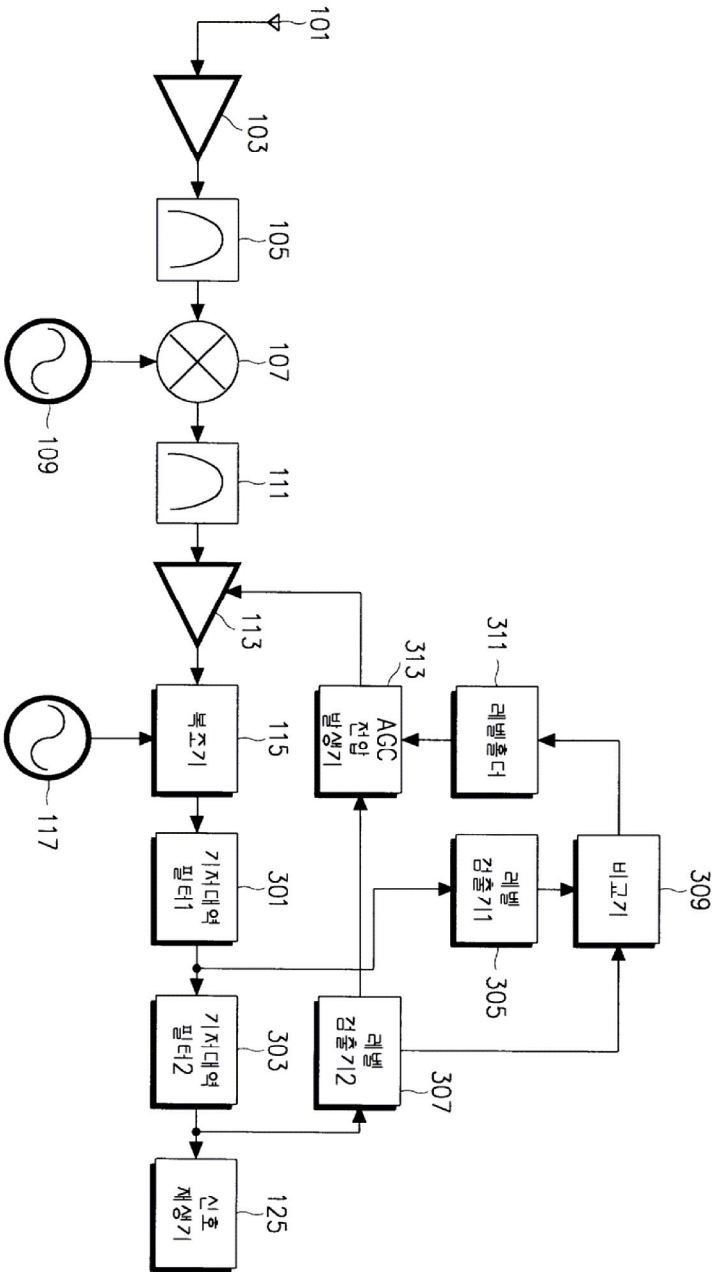 101
103
105
107
109
111
113
복조기
115
117
기저대역
필터1
301
기저대역
필터2
303
신호
재생기
125
313
AGC
전압
발생기
311
레벨홀더
레벨
검출기1
305
레벨
검출기2
307
비고기
309